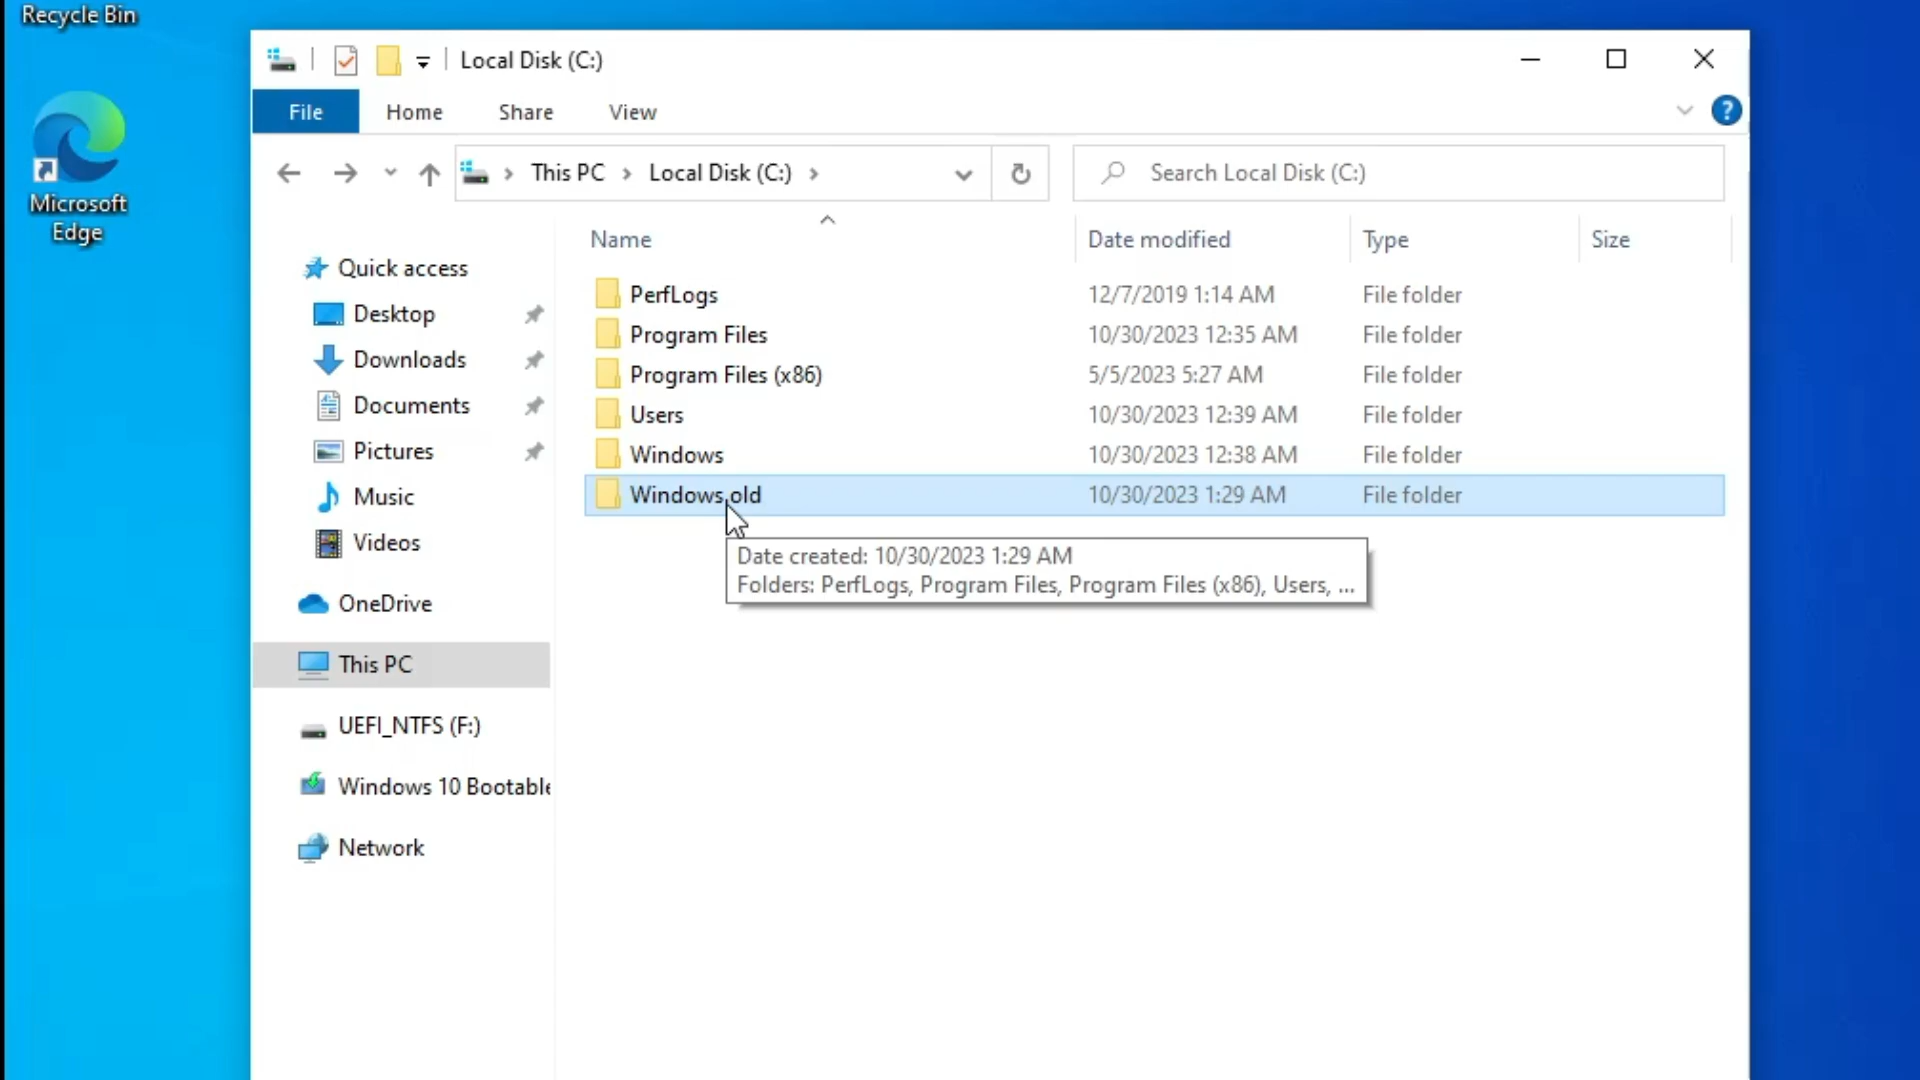 Recycle Bin
Microsoft
Edge
Local Disk (C:)
File Home Share View
This PC Local Disk (C:)
Search Local Disk (C:)
Name Date modified Type Size
Quick access
Desktop
Downloads
Documents
Pictures
Music
Videos
OneDrive
This PC
UEFI_NTFS (F:)
Windows 10 Bootable
Network
PerfLogs 12/7/2019 1:14 AM File folder
Program Files 10/30/2023 12:35 AM File folder
Program Files (x86) 5/5/2023 5:27 AM File folder
Users 10/30/2023 12:39 AM File folder
Windows 10/30/2023 12:38 AM File folder
Windows.old 10/30/2023 1:29 AM File folder
Date created: 10/30/2023 1:29 AM
Folders: PerfLogs, Program Files, Program Files (x86), Users, ...